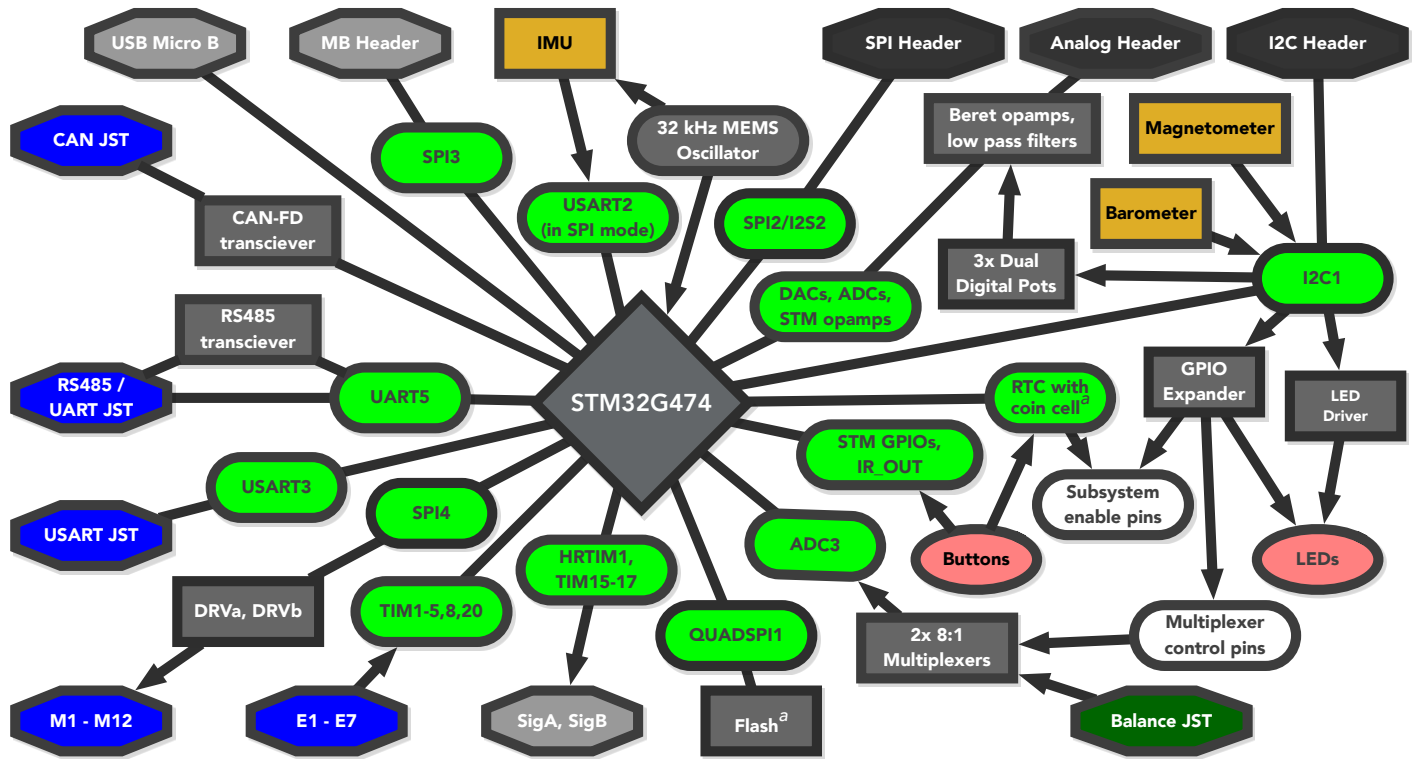 USB Micro B
MB Header
IMU
SPI Header
Analog Header
I2C Header
CAN JST
SPI3
32 kHz MEMS
Oscillator
Beret opamps,
low pass filters
Magnetometer
CAN-FD
transciever
USART2
(in SPI mode)
SPI2/I2S2
Barometer
3x Dual
Digital Pots
I2C1
DACs, ADCs,
STM opamps
RS485
transciever
RS485 /
UART JST
UART5
STM32G474
RTC with
coin cellª
GPIO
Expander
LED
Driver
STM GPIOs,
IR_OUT
USART3
SPI4
Subsystem
enable pins
USART JST
HRTIM1,
TIM15-17
ADC3
Buttons
LEDs
DRVa, DRVb
TIM1-5,8,20
QUADSPI1
2x 8:1
Multiplexers
Multiplexer
control pins
M1 - M12
E1 - E7
SigA, SigB
Flashª
Balance JST